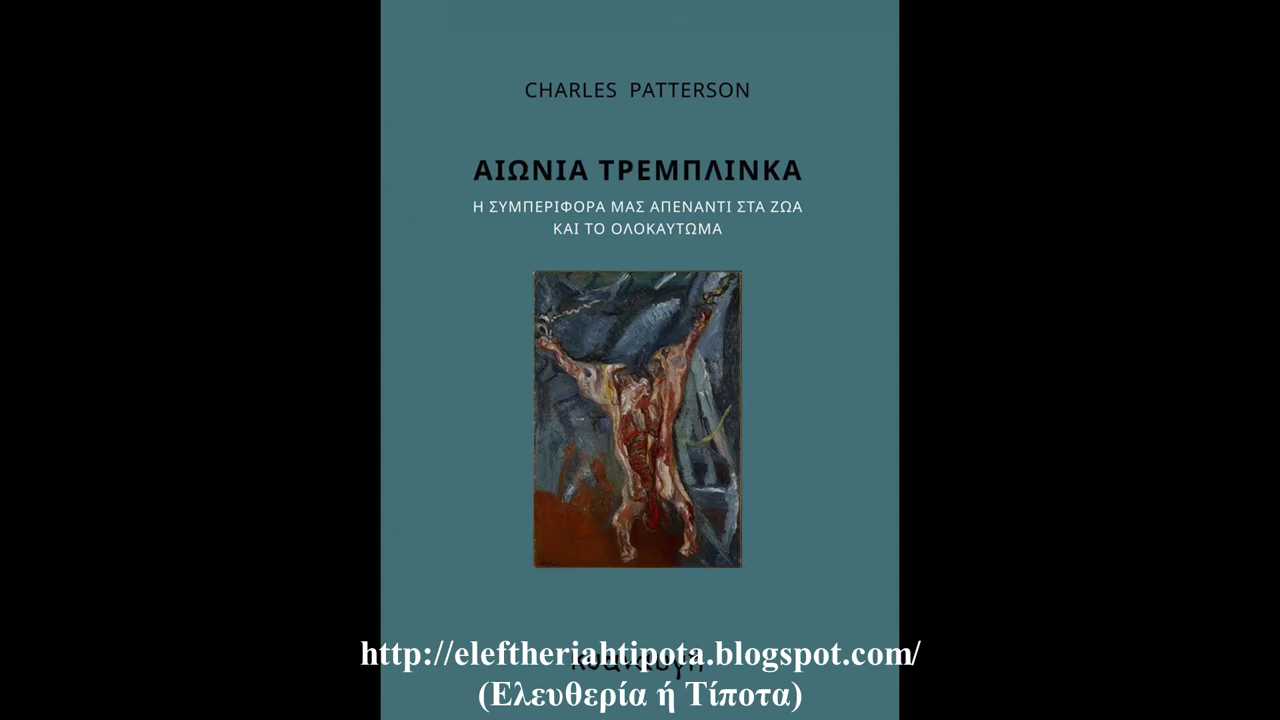 CHARLES PATTERSON
ΑΙΩΝΙΑ ΤΡΕΜΠΛΙΝΚΑ
Η ΣΥΜΠΕΡΙΦΟΡΑ ΜΑΣ ΑΠΕΝΑΝΤΙ ΣΤΑ ΖΩΑ
ΚΑΙ ΤΟ ΟΛΟΚΑΥΤΩΜΑ
http://eleftheriahtipota.blogspot.com/
(Ελευθερία ή Τίποτα)